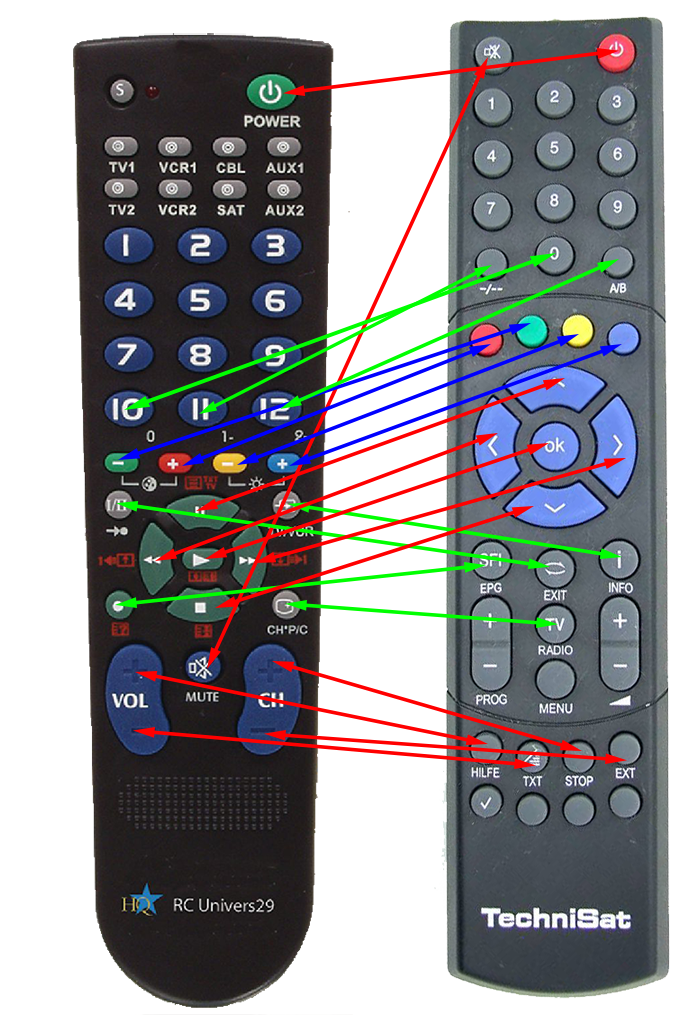 S
POWER
TV1 VCR1 CBL AUX1
TV2 VCR2 SAT AUX2
1 2 3
4 5 6
7 8 9
10 11 12
0 1- 2-
- + - +
TXT
TV
I/II
CH*P/C
VOL MUTE CH
HQ RC Univers29
1 2 3
4 5 6
7 8 9
0
-/-- A/B
ok
SFI i
EPG EXIT INFO
+ TV +
RADIO
- -
PROG MENU
HILFE TXT STOP EXT
TechniSat